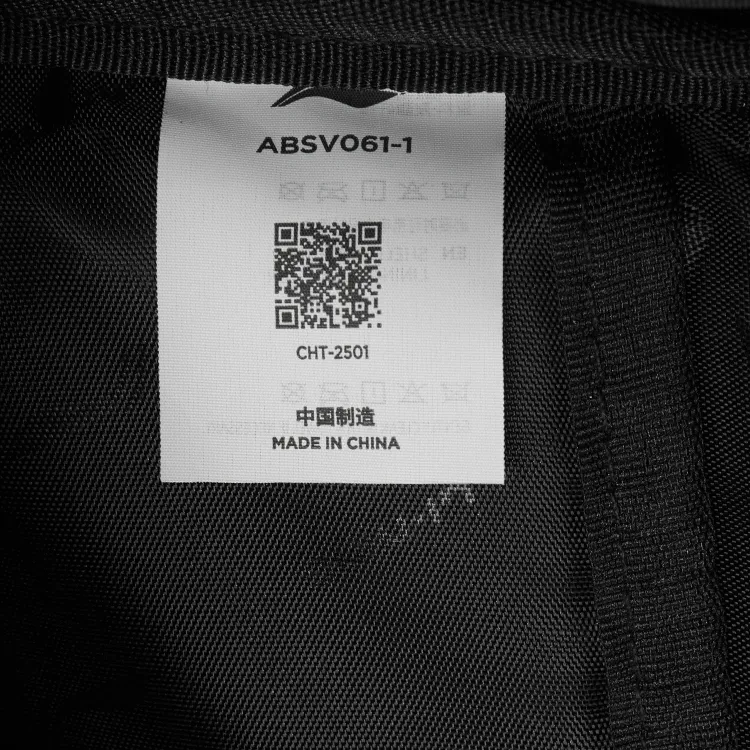 ABSV061-1
CHT-2501
中国制造
MADE IN CHINA